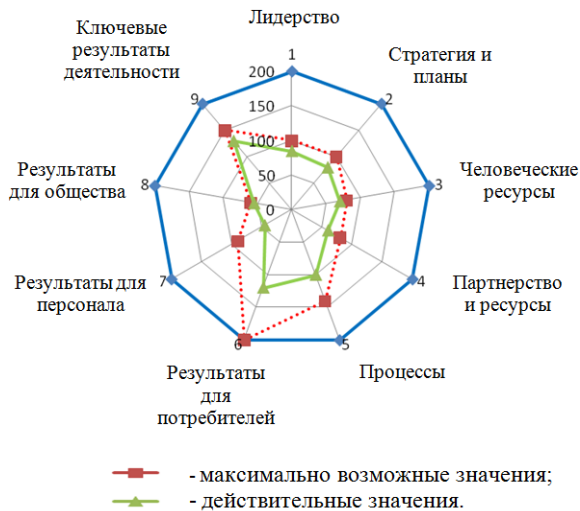 Лидерство
Ключевые
результаты
деятельности
Стратегия и
планы
1
200
150
100
50
0
9
2
Результаты
для общества
8
3
Человеческие
ресурсы
Результаты для
персонала
7
4
Партнерство
и ресурсы
6
5
Результаты
для
потребителей
Процессы
- максимально возможные значения;
- действительные значения.